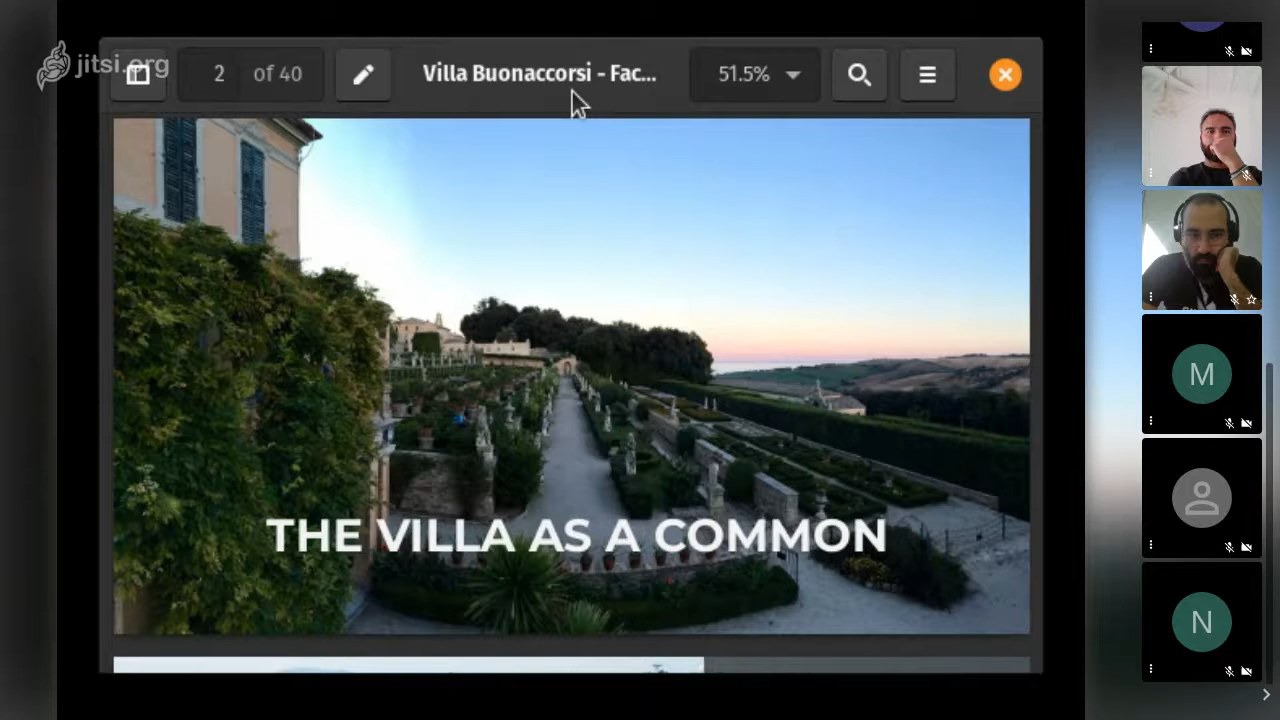 jitsi.org
2 of 40
Villa Buonaccorsi - Fac...
51.5%
THE VILLA AS A COMMON
M
N